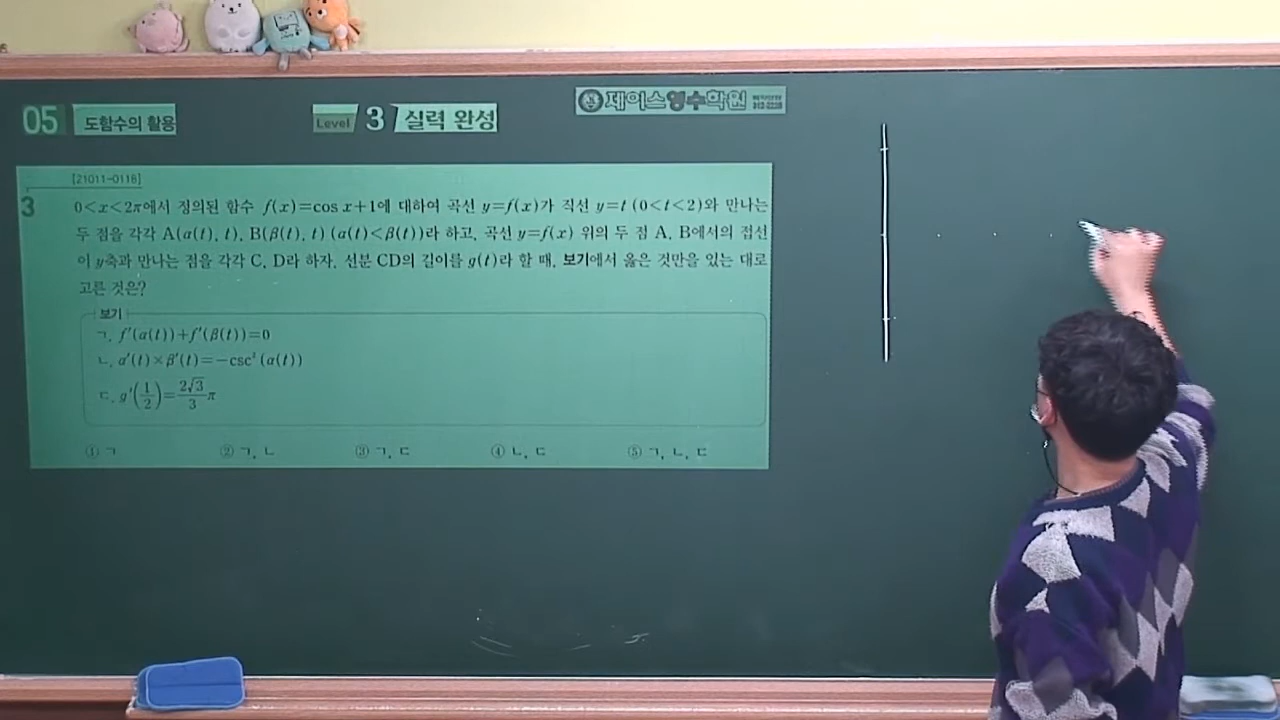 05 도함수의 활용
Level 3 실력 완성
제이스영수학원
[21011-0118]
3 0<x<2π에서 정의된 함수 f(x)=cos x+1에 대하여 곡선 y=f(x)가 직선 y=t (0<t<2)와 만나는
두 점을 각각 A(α(t), t), B(β(t), t) (α(t)<β(t))라 하고, 곡선 y=f(x) 위의 두 점 A, B에서의 접선
이 y축과 만나는 점을 각각 C, D라 하자. 선분 CD의 길이를 g(t)라 할 때, 보기에서 옳은 것만을 있는 대로
고른 것은?
보기
ㄱ. f′(α(t))+f′(β(t))=0
ㄴ. α′(t)×β′(t)=-csc²(α(t))
ㄷ. g′(1/2)=2√3/3 π
① ㄱ ② ㄱ, ㄴ ③ ㄱ, ㄷ ④ ㄴ, ㄷ ⑤ ㄱ, ㄴ, ㄷ